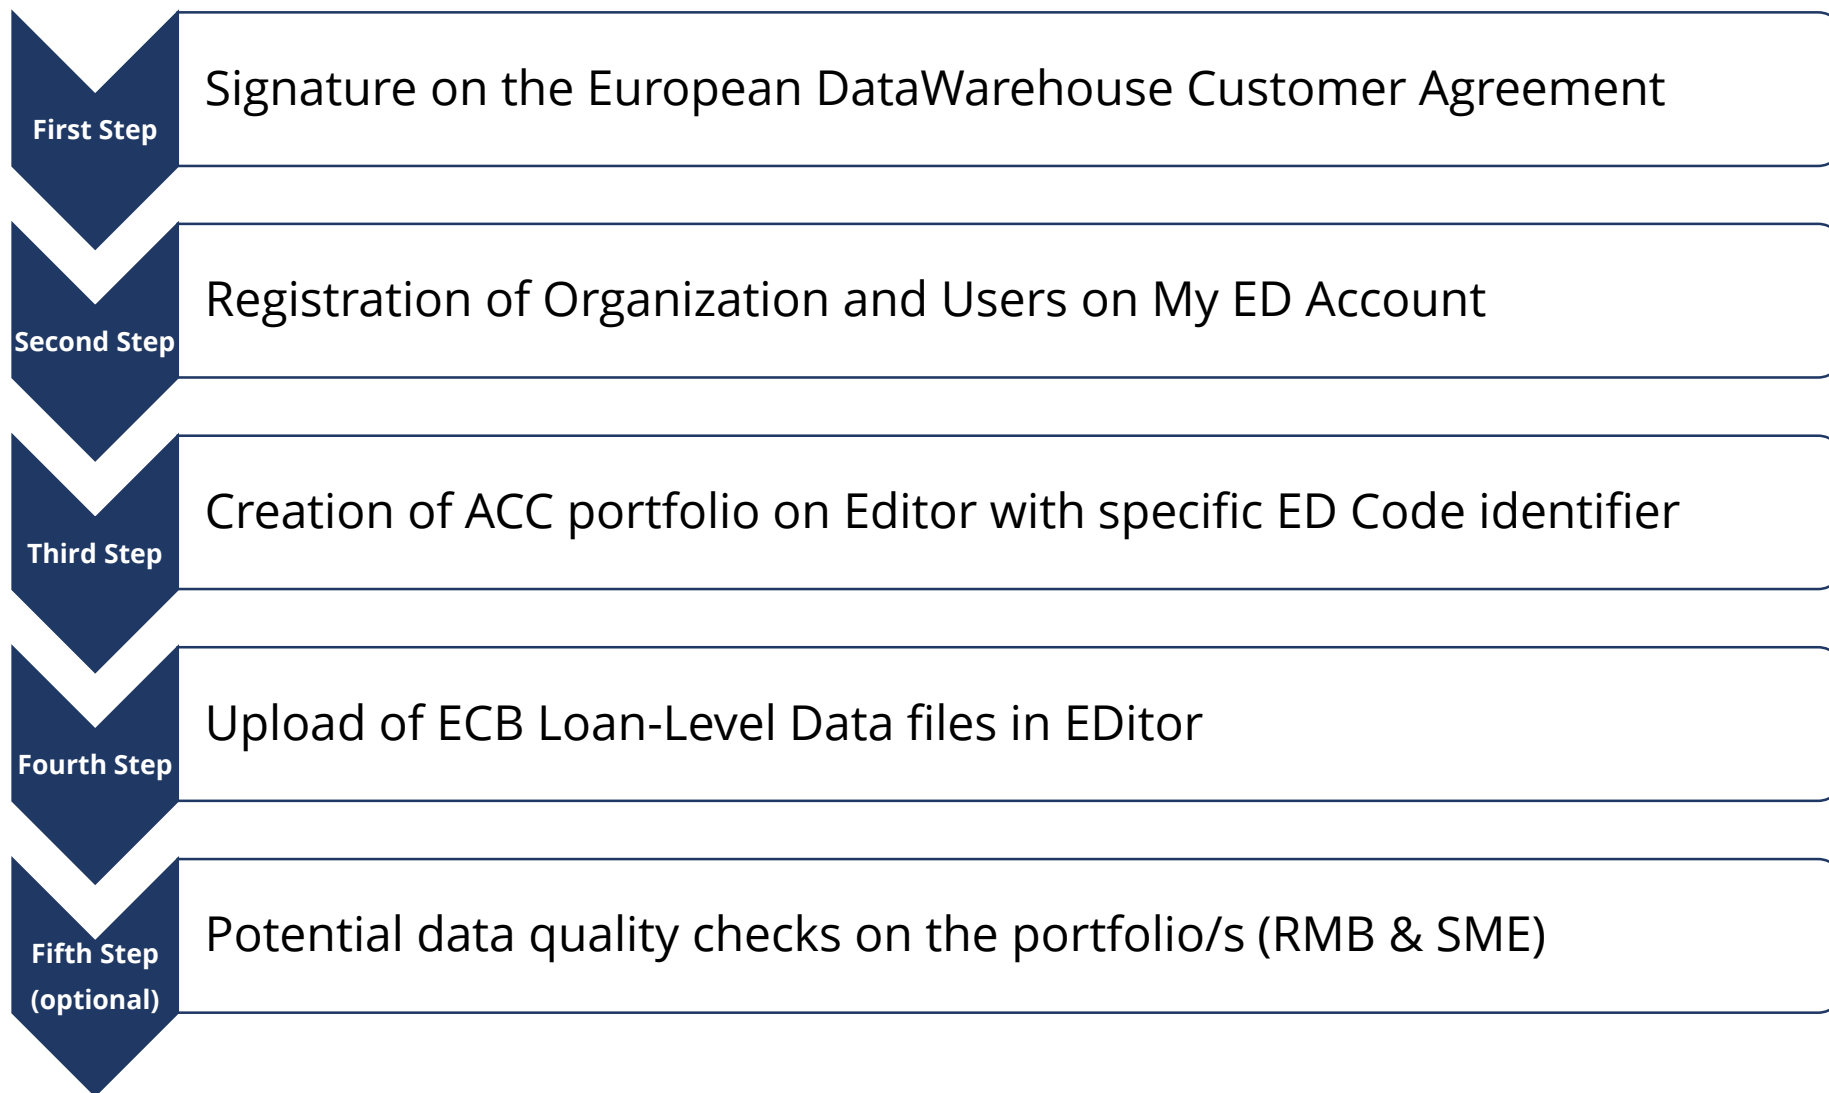 First Step
Signature on the European DataWarehouse Customer Agreement
Second Step
Registration of Organization and Users on My ED Account
Third Step
Creation of ACC portfolio on Editor with specific ED Code identifier
Fourth Step
Upload of ECB Loan-Level Data files in EDitor
Fifth Step
(optional)
Potential data quality checks on the portfolio/s (RMB & SME)